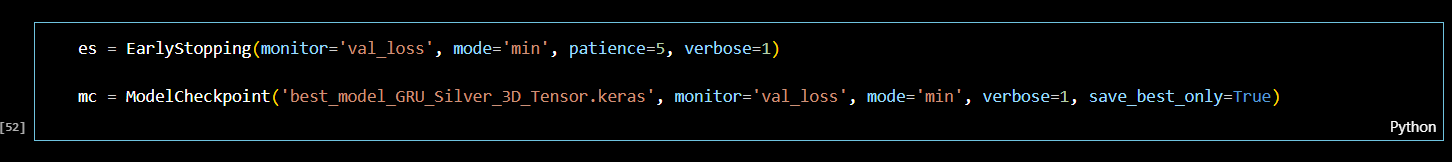 es = EarlyStopping(monitor='val_loss', mode='min', patience=5, verbose=1)
mc = ModelCheckpoint('best_model_GRU_Silver_3D_Tensor.keras', monitor='val_loss', mode='min', verbose=1, save_best_only=True)
[52]
Python